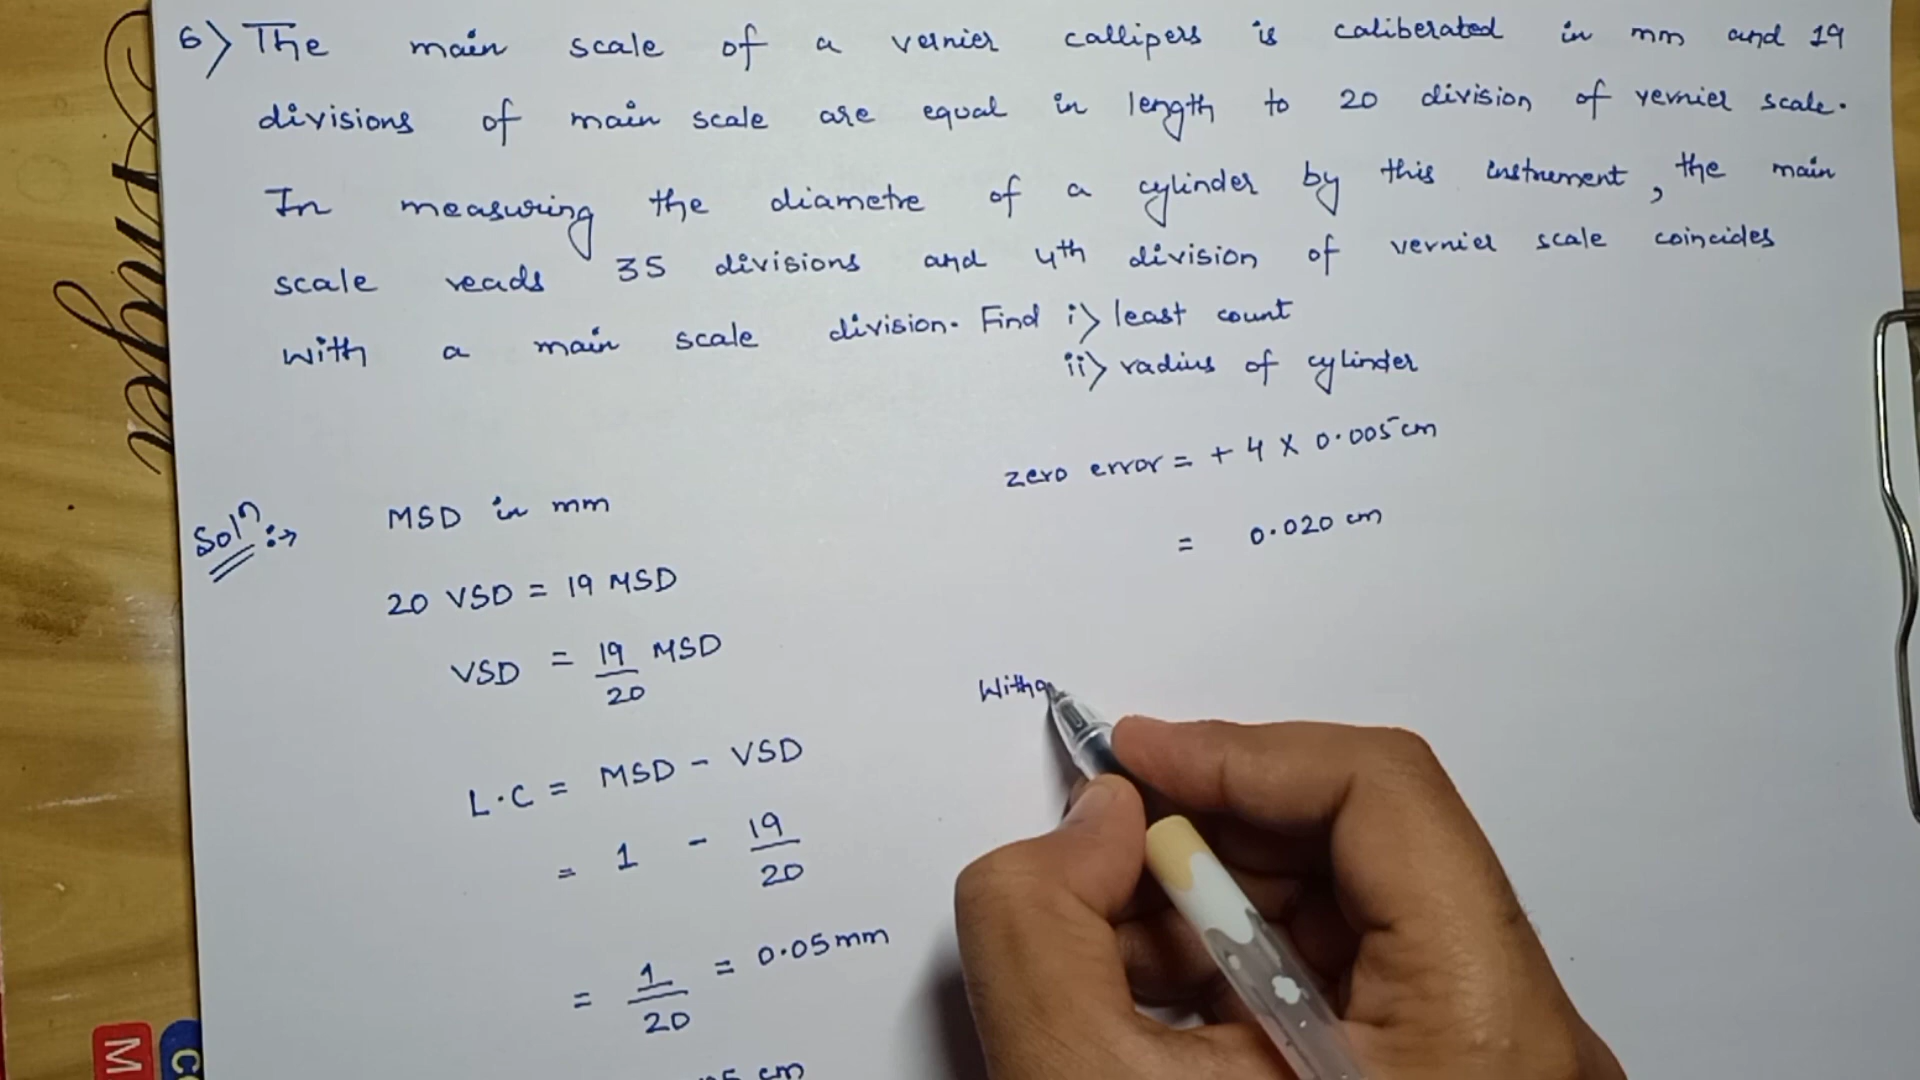 6) The main scale of a vernier callipers is caliberated in mm and 19
divisions of main scale are equal in length to 20 division of vernier scale.
In measuring the diametre of a cylinder by this instrument, the main
scale reads 35 divisions and 4th division of vernier scale coincides
with a main scale division. Find i) least count
ii) radius of cylinder
Soln :→ MSD in mm
20 VSD = 19 MSD
VSD = 19/20 MSD
L.C = MSD - VSD
= 1 - 19/20
= 1/20 = 0.05 mm
cm
zero error = + 4 X 0.005 cm
= 0.020 cm
M